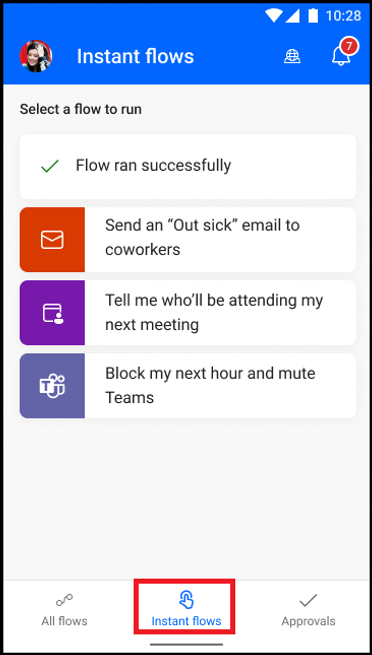 10:28
Instant flows
7
Select a flow to run
Flow ran successfully
Send an “Out sick” email to
coworkers
Tell me who’ll be attending my
next meeting
T
Block my next hour and mute
Teams
All flows
Instant flows
Approvals